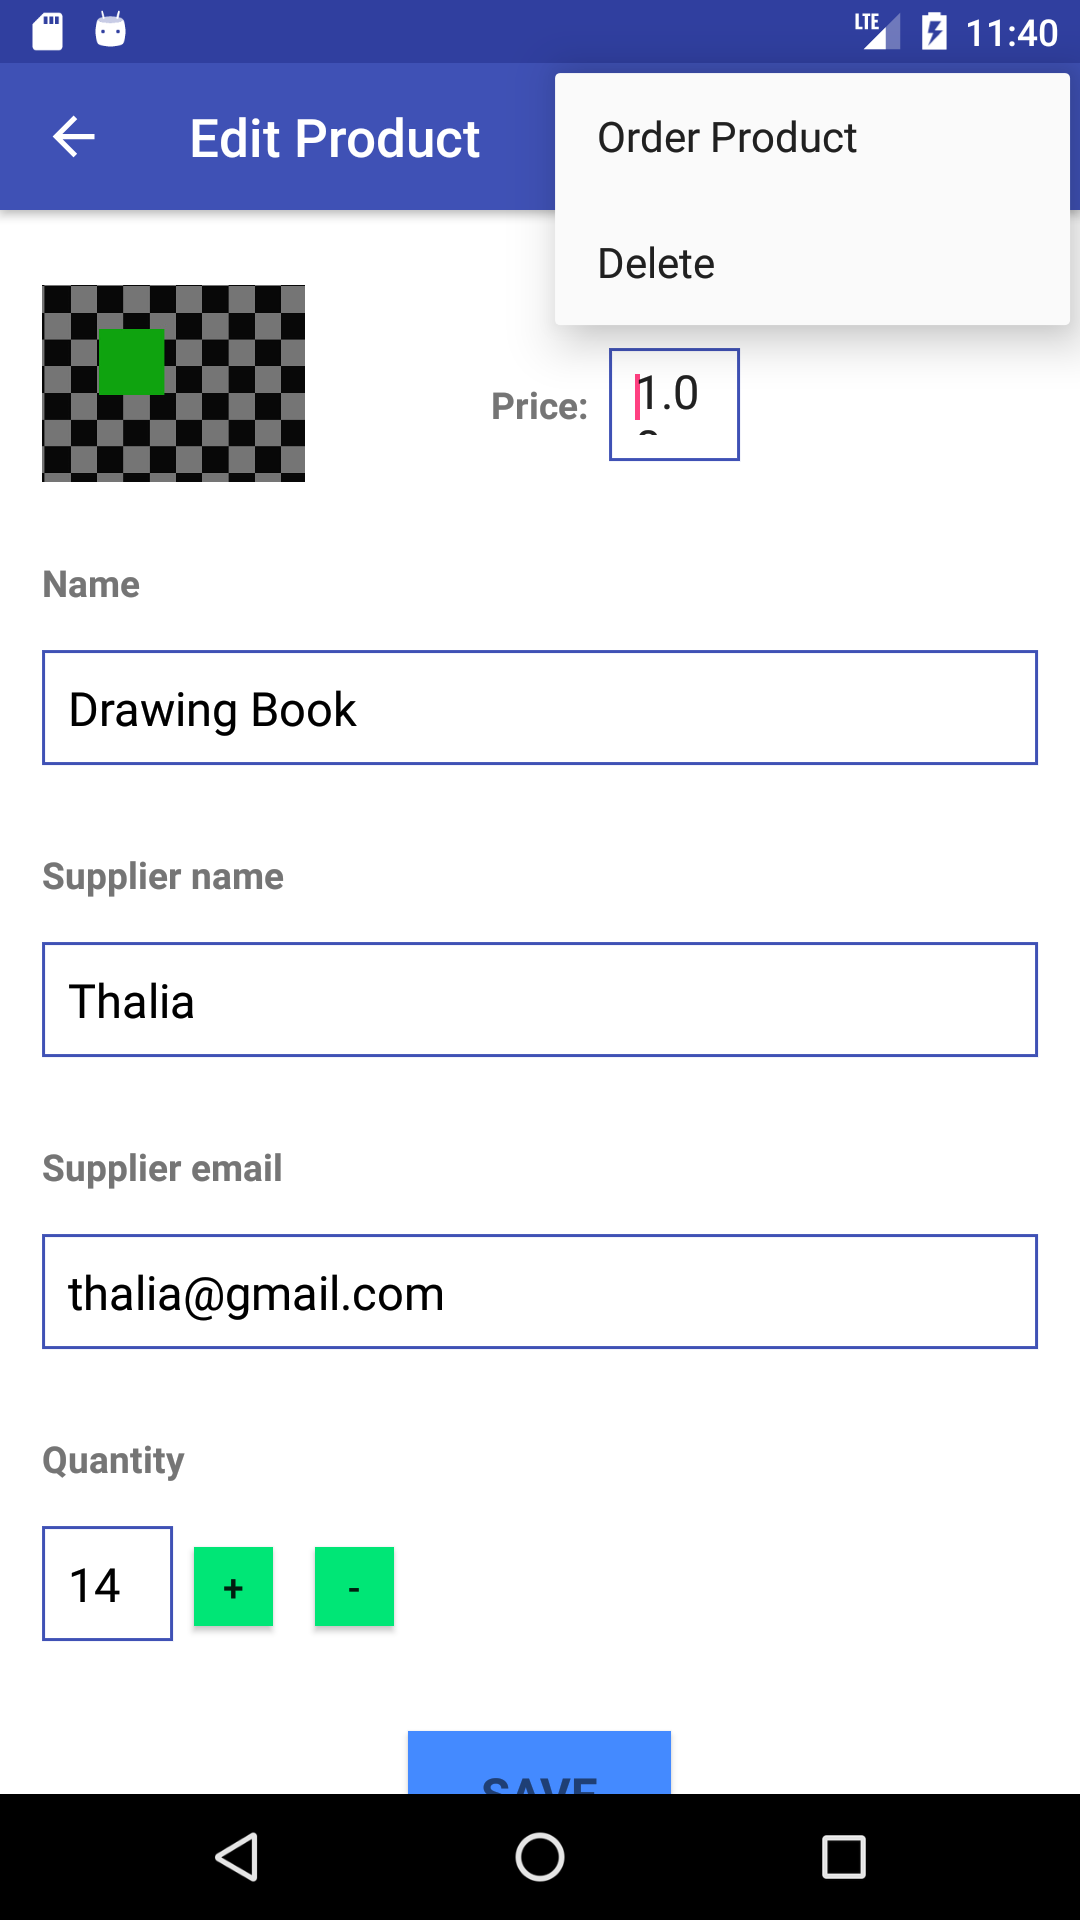 LTE 11:40
Edit Product
Order Product
Delete
Price: 1.0
Name
Drawing Book
Supplier name
Thalia
Supplier email
thalia@gmail.com
Quantity
14 + -
SAVE